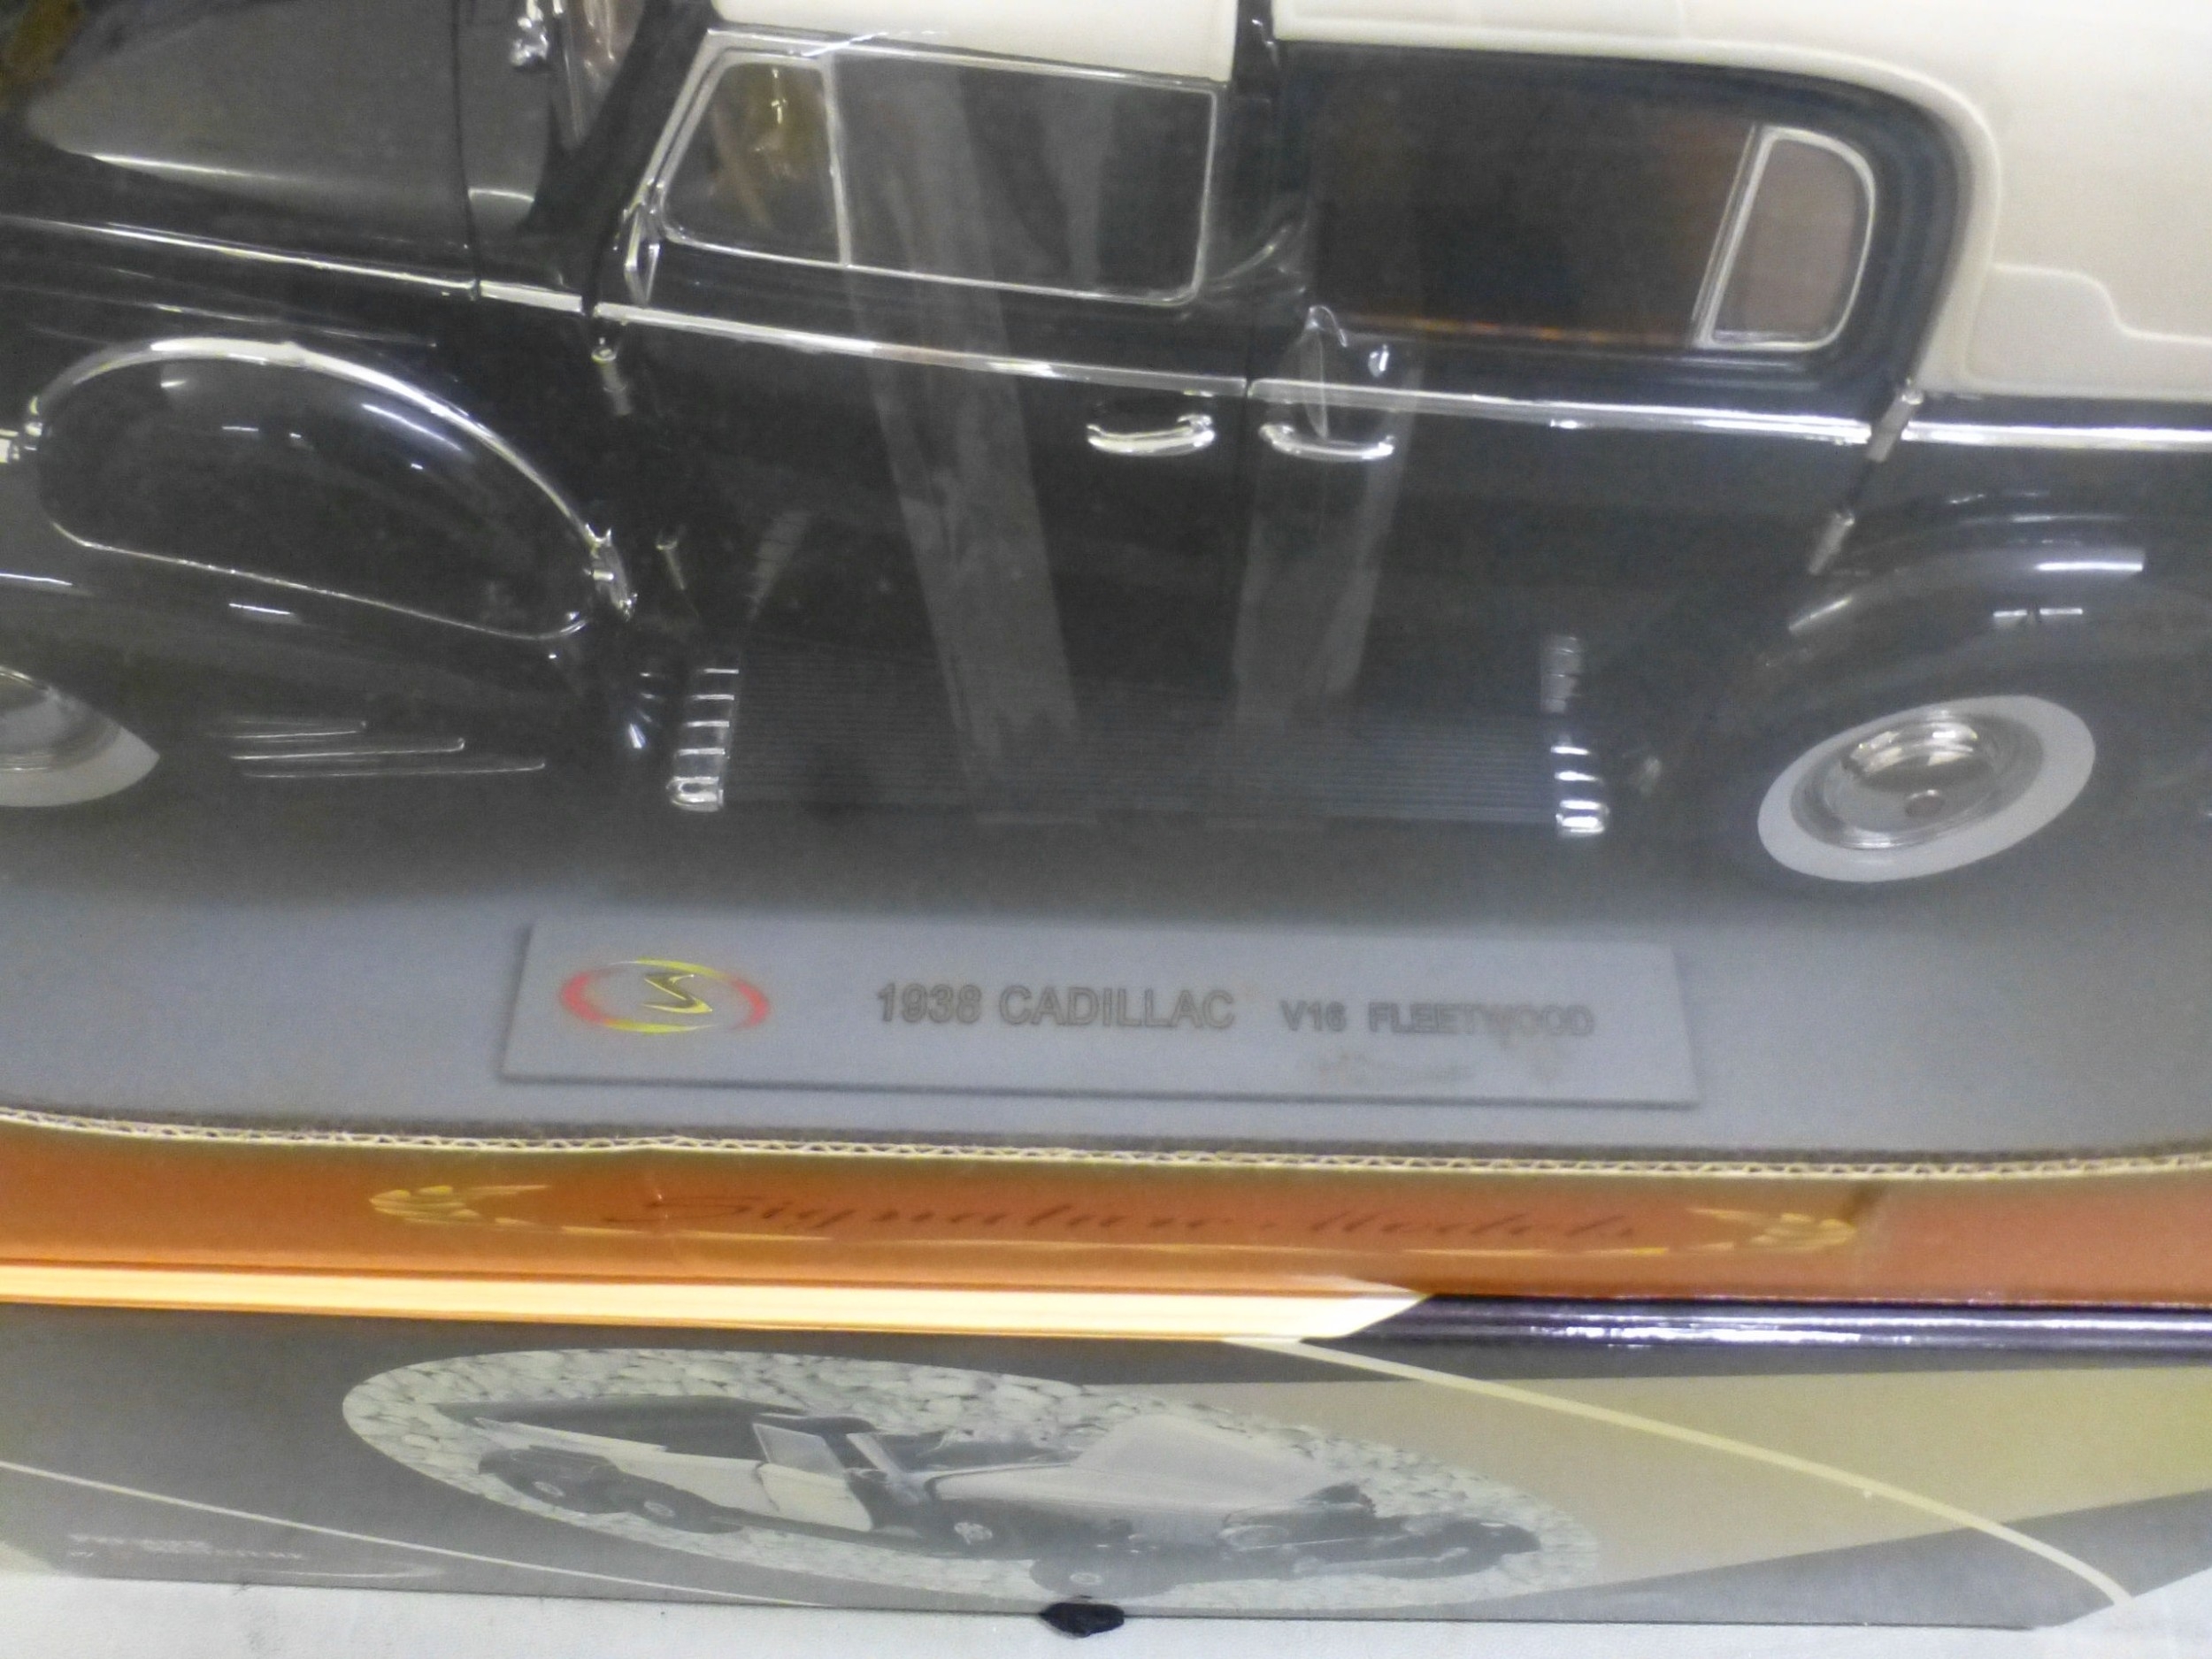 S
1938 CADILLAC V16 FLEETWOOD
Signature Models